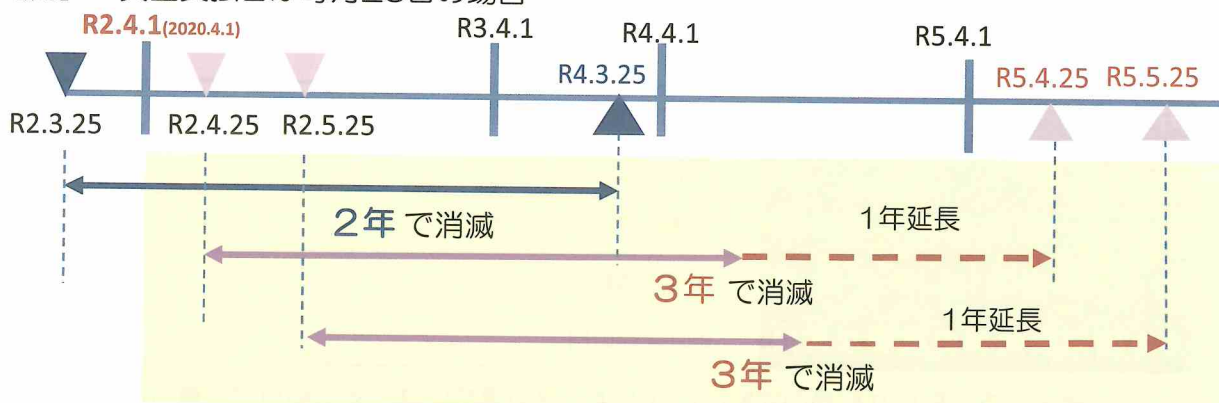 R2.4.1(2020.4.1)
R3.4.1
R4.4.1
R5.4.1
R4.3.25
R5.4.25
R5.5.25
R2.3.25
R2.4.25
R2.5.25
2年 で消滅
1年延長
3年 で消滅
1年延長
3年 で消滅